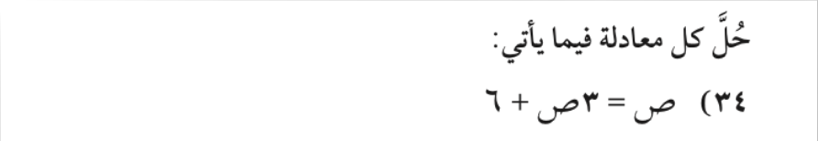 حُلَّ كل معادلة فيما يأتي:
٣٤) ص = ٣ص + ٦